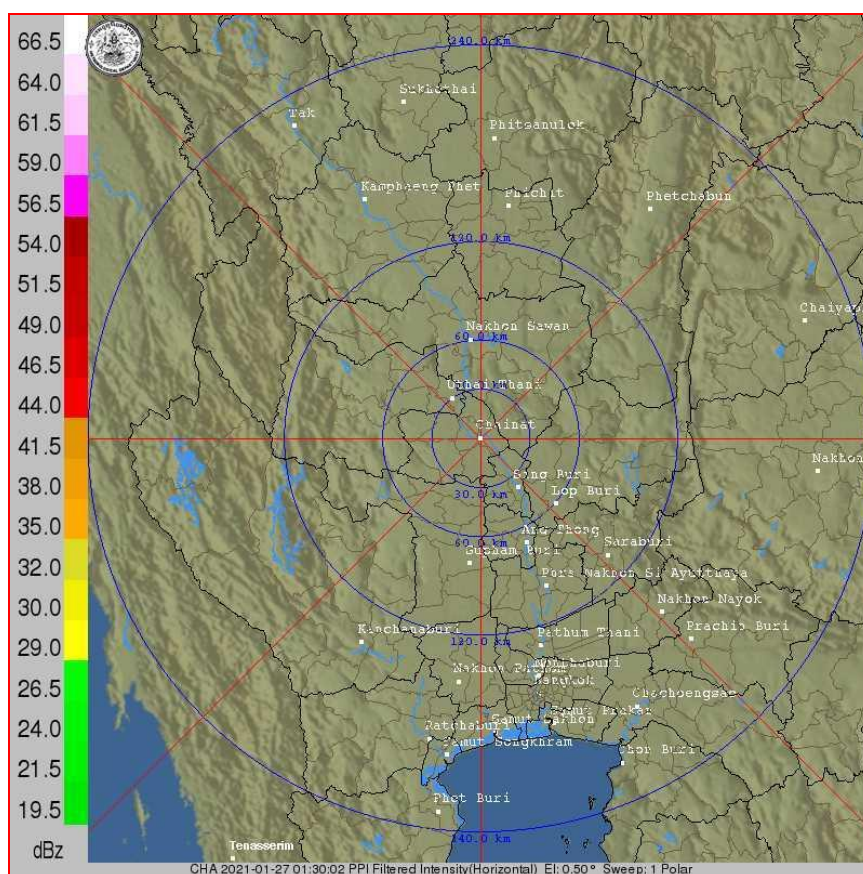 66.5
64.0
61.5
59.0
56.5
54.0
51.5
49.0
46.5
44.0
41.5
38.0
35.0
32.0
30.0
29.0
26.5
24.0
21.5
19.5
dBz
240.0 km
Sukhothai
Tak
Phitsanulok
Kamphaeng Phet
Phichit
Phetchabun
120.0 km
Chaiyap
Nakhon Sawan
60.0 km
Uthai Thani
Chainat
Nakhon
Sing Buri
30.0 km
Lop Buri
Ang Thong
60.0 km
Suphan Buri
Saraburi
Pora Nakhon Si Ayutthaya
Nakhon Nayok
Prachin Buri
Kanchanaburi
120.0 km
Pathum Thani
Nakhon Pathom
Nonthaburi
Bangkok
Chachoengsao
Samut Prakar
Samut Sakhon
Ratchaburi
Samut Songkhram
Chon Buri
Phet Buri
240.0 km
Tenasserim
CHA 2021-01-27 01:30:02 PPI Filtered Intensity(Horizontal) El: 0.50° Sweep: 1 Polar